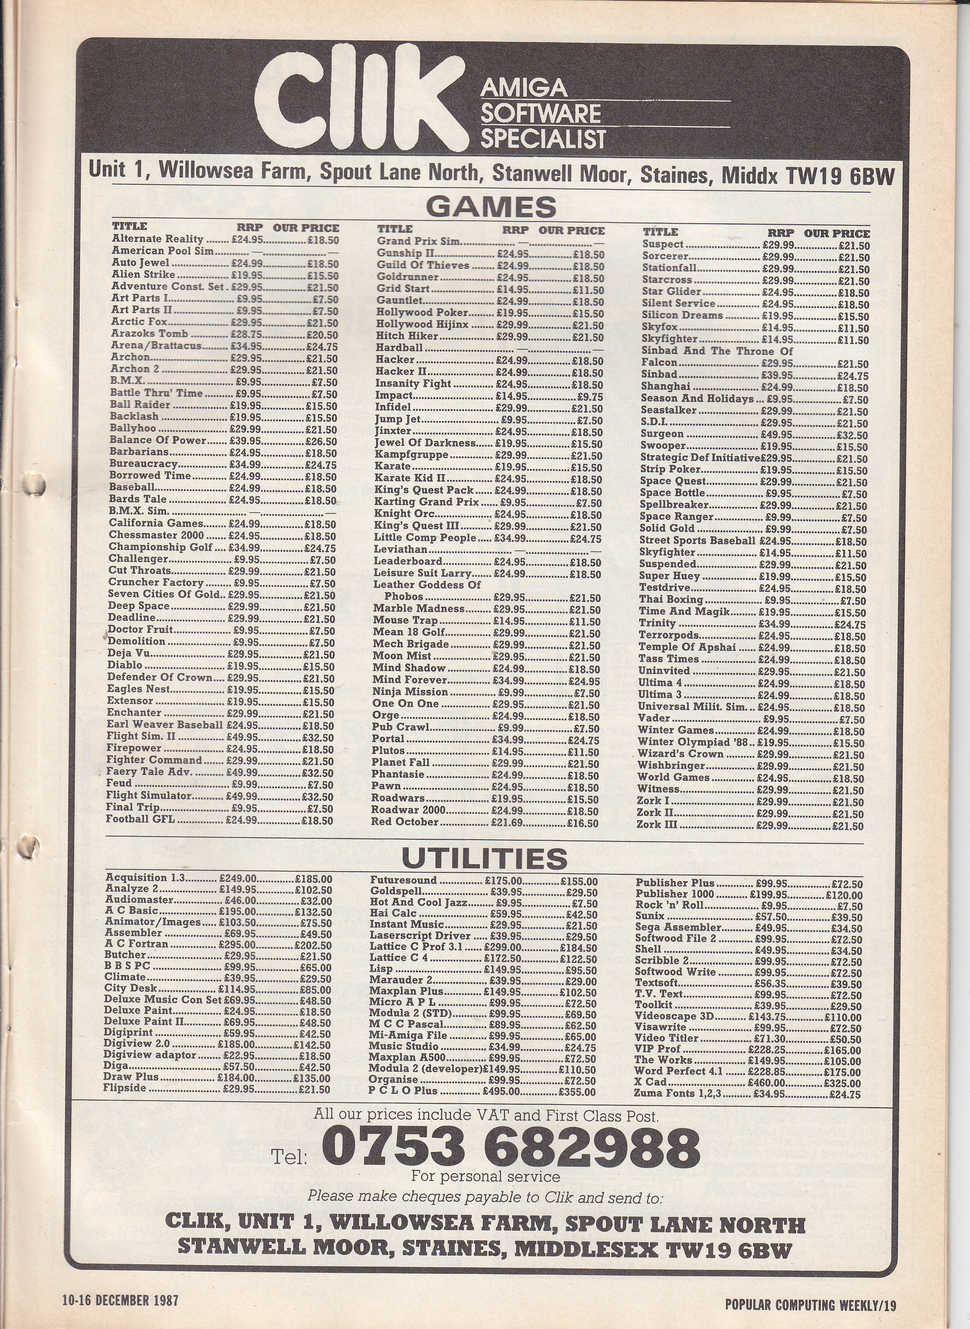 Clik
AMIGA
SOFTWARE
SPECIALIST
Unit 1, Willowsea Farm, Spout Lane North, Stanwell Moor, Staines, Middx TW19 6BW
GAMES
TITLE RRP OUR PRICE
Alternate Reality ........ £24.95..............£18.50
American Pool Sim........... —..................—
Auto Jewel .................. £24.99..............£18.50
Alien Strike ................. £19.95..............£15.50
Adventure Const. Set . £29.95..............£21.50
Art Parts I..................... £9.95................£7.50
Art Parts II ................... £9.95................£7.50
Arctic Fox.................... £29.95..............£21.50
Arazoks Tomb ............ £28.75..............£20.50
Arena/Brattacus......... £34.95..............£24.75
Archon........................ £29.95..............£21.50
Archon 2 ..................... £29.95..............£21.50
B.M.X. ......................... £9.95................£7.50
Battle Thru' Time ......... £9.95................£7.50
Ball Raider .................. £19.95..............£15.50
Backlash ..................... £19.95..............£15.50
Ballyhoo ..................... £29.99..............£21.50
Balance Of Power....... £39.95..............£26.50
Barbarians.................. £24.95..............£18.50
Bureaucracy............... £34.99..............£24.75
Borrowed Time .......... £24.99..............£18.50
Baseball...................... £24.99..............£18.50
Bards Tale .................. £24.95..............£18.50
B.M.X. Sim. .................... —..................—
California Games....... £24.99..............£18.50
Chessmaster 2000 ...... £24.95..............£18.50
Championship Golf .... £34.99..............£24.75
Challenger.................... £9.95................£7.50
Cut Throats................. £29.99..............£21.50
Cruncher Factory ......... £9.95................£7.50
Seven Cities Of Gold.. £29.95..............£21.50
Deep Space................. £29.99..............£21.50
Deadline..................... £29.99..............£21.50
Doctor Fruit.................. £9.95................£7.50
Demolition ................... £9.95................£7.50
Deja Vu....................... £29.95..............£21.50
Diablo ......................... £19.95..............£15.50
Defender Of Crown.... £29.95..............£21.50
Eagles Nest................. £19.95..............£15.50
Extensor ..................... £19.95..............£15.50
Enchanter ................... £29.99..............£21.50
Earl Weaver Baseball £24.95..............£18.50
Flight Sim. II ............... £49.95..............£32.50
Firepower ................... £24.95..............£18.50
Fighter Command ...... £29.99..............£21.50
Faery Tale Adv. ......... £49.99..............£32.50
Feud ............................ £9.99................£7.50
Flight Simulator.......... £49.99..............£32.50
Final Trip..................... £9.95................£7.50
Football GFL .............. £24.99..............£18.50
TITLE RRP OUR PRICE
Grand Prix Sim.................... —..................—
Gunship II................... £24.95..............£18.50
Guild Of Thieves ........ £24.99..............£18.50
Goldrunner................. £24.95..............£18.50
Grid Start ................... £14.95..............£11.50
Gauntlet...................... £24.99..............£18.50
Hollywood Poker........ £19.95..............£15.50
Hollywood Hijinx ........ £29.99..............£21.50
Hitch Hiker ................. £29.99..............£21.50
Hardball ........................ —..................—
Hacker ........................ £24.99..............£18.50
Hacker II ..................... £24.95..............£18.50
Insanity Fight ............. £24.95..............£18.50
Impact......................... £14.95................£9.75
Infidel ......................... £29.99..............£21.50
Jump Jet ...................... £9.95................£7.50
Jinxter ......................... £24.95..............£18.50
Jewel Of Darkness...... £19.95..............£15.50
Kampfgruppe............. £29.95..............£21.50
Karate ......................... £19.95..............£15.50
Karate Kid II............... £24.95..............£18.50
King's Quest Pack...... £24.99..............£18.50
Karting Grand Prix ...... £9.95................£7.50
Knight Orc.................. £24.95..............£18.50
King's Quest III........... £29.99..............£21.50
Little Comp People..... £34.99..............£24.75
Leviathan....................... —..................—
Leaderboard............... £24.95..............£18.50
Leisure Suit Larry....... £24.99..............£18.50
Leather Goddess Of
Phobos ..................... £29.95..............£21.50
Marble Madness......... £29.95..............£21.50
Mouse Trap ................ £14.95..............£11.50
Mean 18 Golf............... £29.99..............£21.50
Mech Brigade............. £29.99..............£21.50
Moon Mist ................... £29.95..............£21.50
Mind Shadow.............. £24.99..............£18.50
Mind Forever.............. £34.99..............£24.95
Ninja Mission ............... £9.99................£7.50
One On One ............... £29.95..............£21.50
Orge............................ £24.99..............£18.50
Pub Crawl..................... £9.99................£7.50
Portal .......................... £34.99..............£24.75
Plutos .......................... £14.95..............£11.50
Planet Fall .................. £29.99..............£21.50
Phantasie .................... £24.99..............£18.50
Pawn ........................... £24.95..............£18.50
Roadwars.................... £19.95..............£15.50
Roadwar 2000............. £24.99..............£18.50
Red October............... £21.69..............£16.50
TITLE RRP OUR PRICE
Suspect ....................... £29.99..............£21.50
Sorcerer...................... £29.99..............£21.50
Stationfall.................... £29.99..............£21.50
Starcross .................... £29.99..............£21.50
Star Glider.................. £24.95..............£18.50
Silent Service ............. £24.95..............£18.50
Silicon Dreams ........... £19.95..............£15.50
Skyfox ......................... £14.95..............£11.50
Skyfighter................... £14.95..............£11.50
Sinbad And The Throne Of
Falcon ......................... £29.95..............£21.50
Sinbad......................... £39.95..............£24.75
Shanghai ..................... £24.99..............£18.50
Season And Holidays ... £9.95................£7.50
Seastalker................... £29.99..............£21.50
S.D.I............................ £29.95..............£21.50
Surgeon ...................... £49.95..............£32.50
Swooper...................... £19.95..............£15.50
Strategic Def Initiative£29.95..............£21.50
Strip Poker.................. £19.95..............£15.50
Space Quest................ £29.95..............£21.50
Space Bottle ................ £9.95................£7.50
Spellbreaker............... £29.99..............£21.50
Space Ranger .............. £9.99................£7.50
Solid Gold ................... £9.99................£7.50
Street Sports Baseball £24.95..............£18.50
Skyfighter................... £14.95..............£11.50
Suspended.................. £29.99..............£21.50
Super Huey................. £19.99..............£15.50
Testdrive..................... £24.95..............£18.50
Thai Boxing.................. £9.95................£7.50
Time And Magik......... £19.95..............£15.50
Trinity ......................... £34.99..............£24.75
Terrorpods................. £24.95..............£18.50
Temple Of Apshai ...... £24.99..............£18.50
Tass Times ................. £24.99..............£18.50
Uninvited .................... £29.95..............£21.50
Ultima 4 ...................... £24.99..............£18.50
Ultima 3 ...................... £24.99..............£18.50
Universal Milit. Sim. .. £24.95..............£18.50
Vader ........................... £9.95................£7.50
Winter Games............. £24.99..............£18.50
Winter Olympiad '88.. £19.95..............£15.50
Wizard's Crown ......... £29.99..............£21.50
Wishbringer............... £29.99..............£21.50
World Games.............. £24.95..............£18.50
Witness....................... £29.99..............£21.50
Zork I .......................... £29.99..............£21.50
Zork II......................... £29.99..............£21.50
Zork III ....................... £29.99..............£21.50
UTILITIES
Acquisition 1.3.......... £249.00............£185.00
Analyze 2................... £149.95............£102.50
Audiomaster................ £46.00..............£32.00
A C Basic................... £195.00............£132.50
Animator/Images..... £103.50..............£75.50
Assembler ................... £69.95..............£49.50
A C Fortran .............. £295.00............£202.50
Butcher ....................... £29.95..............£21.50
B B S PC ....................... £99.95..............£65.00
Climate........................ £39.95..............£29.50
City Desk .................. £114.95..............£85.00
Deluxe Music Con Set £69.95..............£48.50
Deluxe Paint................ £24.95..............£18.50
Deluxe Paint II............. £69.95..............£48.50
Digiprint ..................... £59.95..............£42.50
Digiview 2.0 ............. £185.00............£142.50
Digiview adaptor ....... £22.95..............£18.50
Diga............................. £57.50..............£42.50
Draw Plus ................. £184.00............£135.00
Flipside ....................... £29.95..............£21.50
Futuresound ............. £175.00............£155.00
Goldspell..................... £39.95..............£29.50
Hot And Cool Jazz......... £9.95................£7.50
Hai Calc ...................... £59.95..............£42.50
Instant Music............... £29.95..............£21.50
Laserscript Driver ...... £39.95..............£29.50
Lattice C Prof 3.1 ..... £299.00............£184.50
Lattice C 4 ................ £172.50............£122.50
Lisp ........................... £149.95..............£95.50
Marauder 2 ................. £39.95..............£29.00
Maxplan Plus............ £149.95............£102.50
Micro A P L ................. £99.95..............£72.50
Modula 2 (STD)........... £99.95..............£69.50
M C C Pascal............... £89.95..............£62.50
Mi-Amiga File ............. £99.95..............£65.00
Music Studio ............... £34.99..............£24.75
Maxplan A500............. £99.95..............£72.50
Modula 2 (developer)£149.95............£110.50
Organise..................... £99.95..............£72.50
P C L O Plus ............. £495.00............£355.00
Publisher Plus ............ £99.95..............£72.50
Publisher 1000 ......... £199.95............£120.00
Rock 'n' Roll................ £9.95................£7.50
Sunix ........................... £57.50..............£39.50
Sega Assembler.......... £49.95..............£34.50
Softwood File 2 ........... £99.95..............£72.50
Shell............................ £49.95..............£34.50
Scribble 2.................... £99.95..............£72.50
Softwood Write ........... £99.95..............£72.50
Textsoft....................... £56.35..............£39.50
T.V. Text..................... £99.95..............£72.50
Toolkit ......................... £39.95..............£29.50
Videoscape 3D......... £143.75............£110.00
Visawrite ..................... £99.95..............£72.50
Video Titler ................ £71.30..............£50.50
VIP Prof .................... £228.25............£165.00
The Works................ £149.95............£105.00
Word Perfect 4.1 ..... £228.85............£175.00
X Cad........................ £460.00............£325.00
Zuma Fonts 1,2,3......... £34.95..............£24.75
All our prices include VAT and First Class Post.
Tel: 0753 682988
For personal service
Please make cheques payable to Clik and send to:
CLIK, UNIT 1, WILLOWSEA FARM, SPOUT LANE NORTH
STANWELL MOOR, STAINES, MIDDLESEX TW19 6BW
10-16 DECEMBER 1987
POPULAR COMPUTING WEEKLY/19